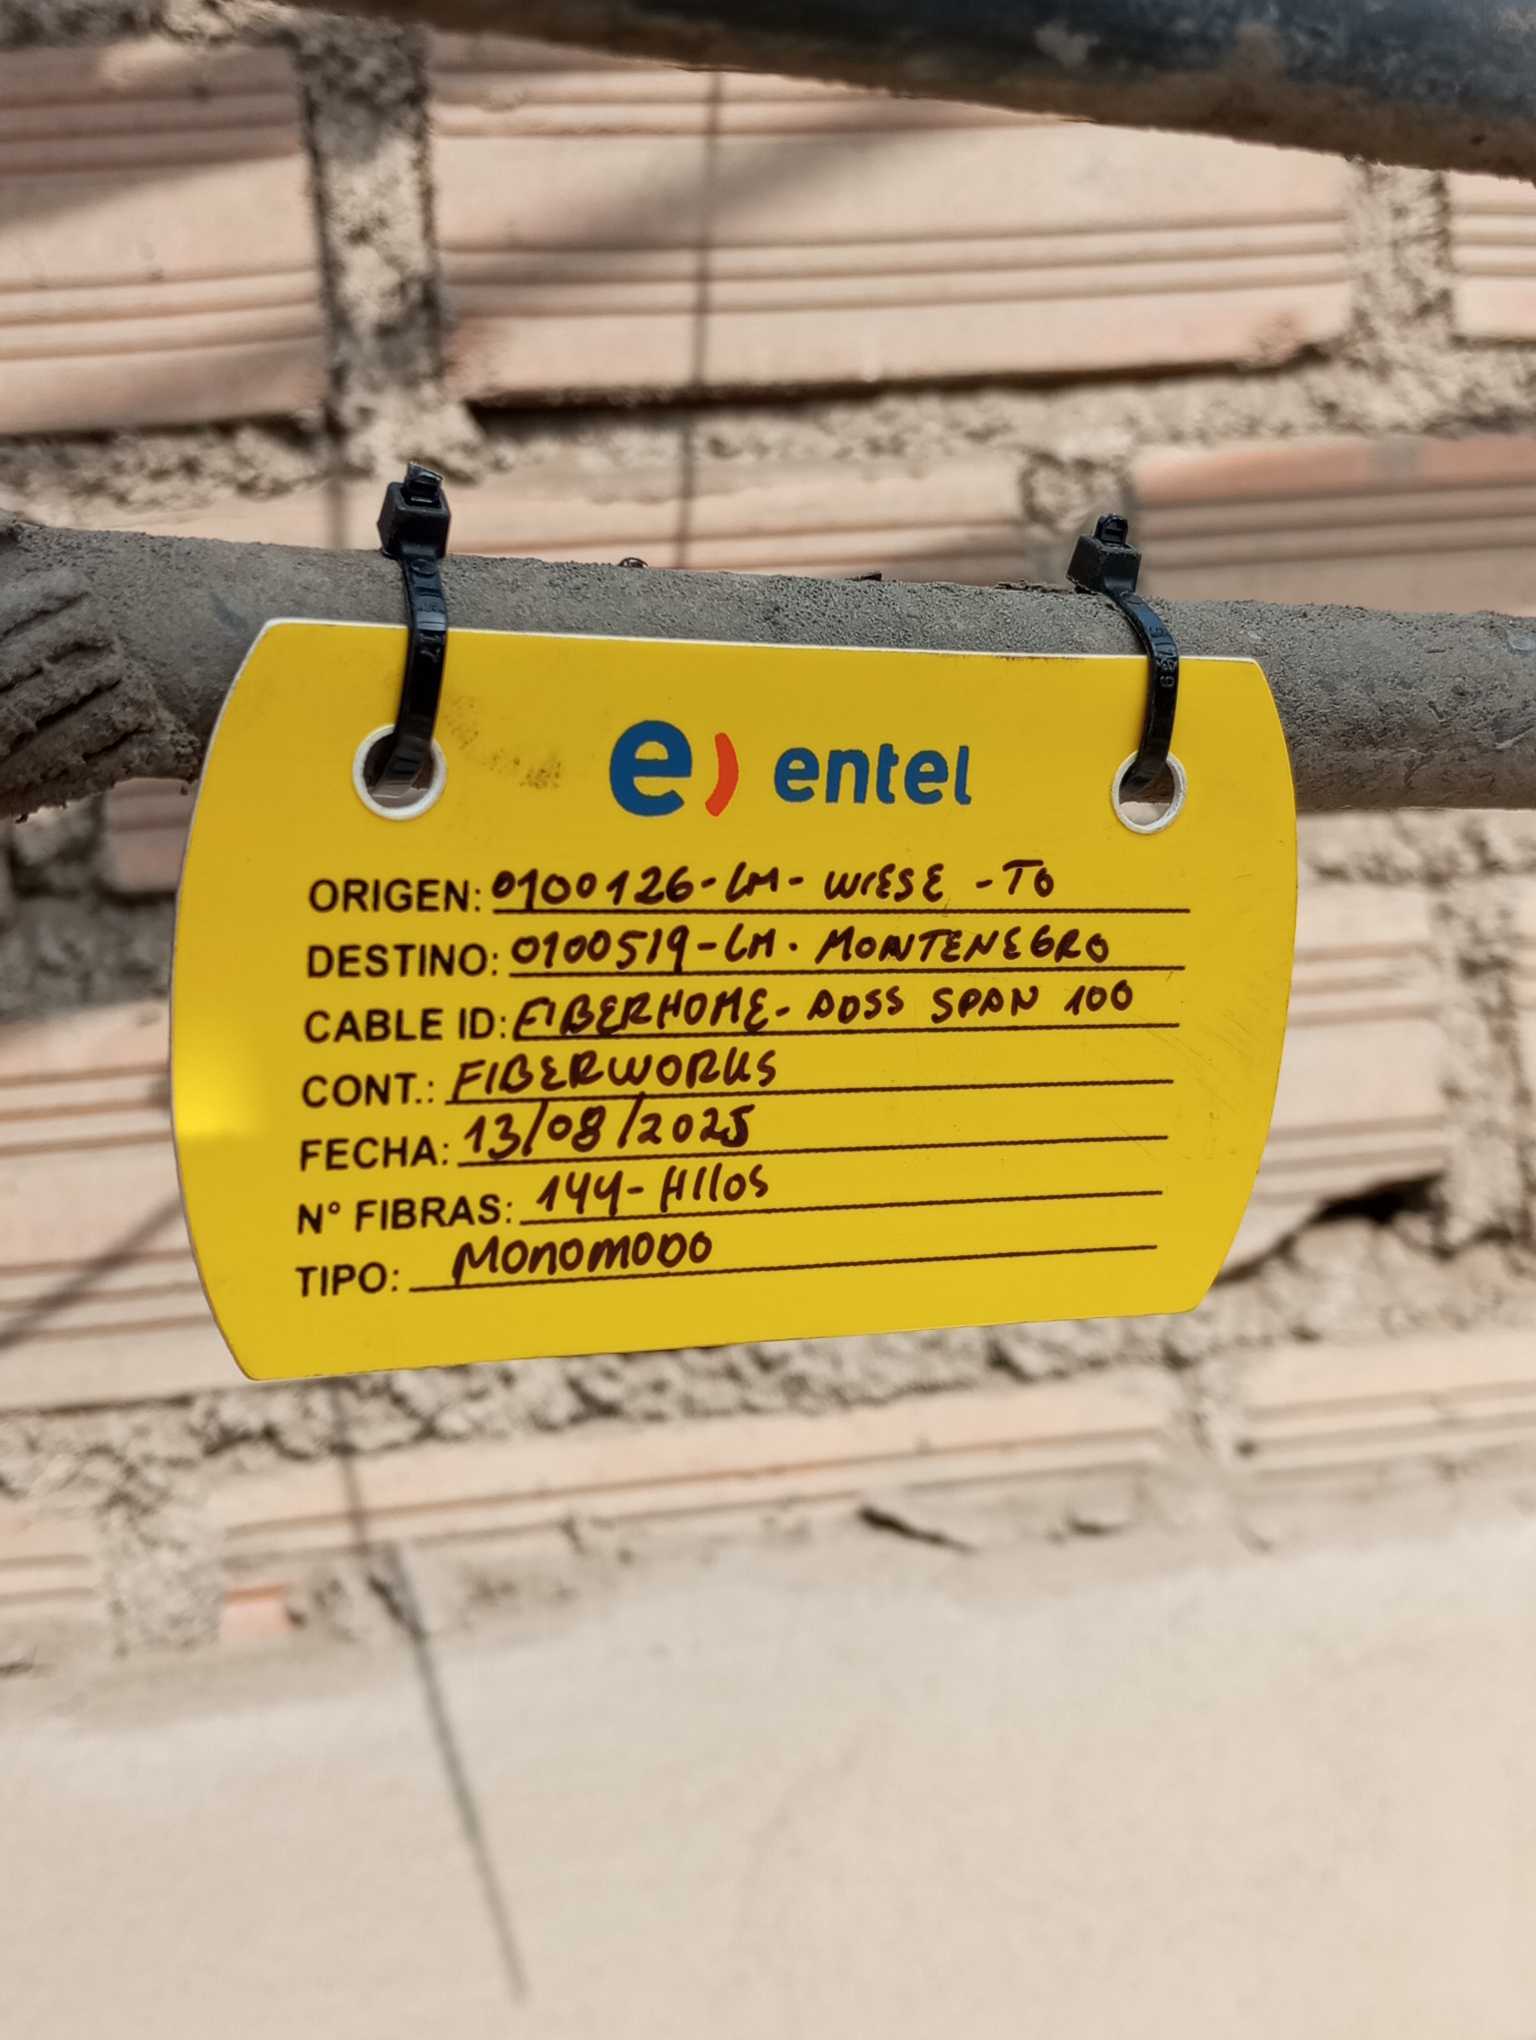 e) entel
ORIGEN: 0100126-LM- WIESE -TO
DESTINO: 0100519-LM. MONTENEGRO
CABLE ID: FIBERHOME- ADSS SPAN 100
CONT.: FIBERWORKS
FECHA: 13/08/2025
N° FIBRAS: 144- HIlOS
TIPO: MONOMODO